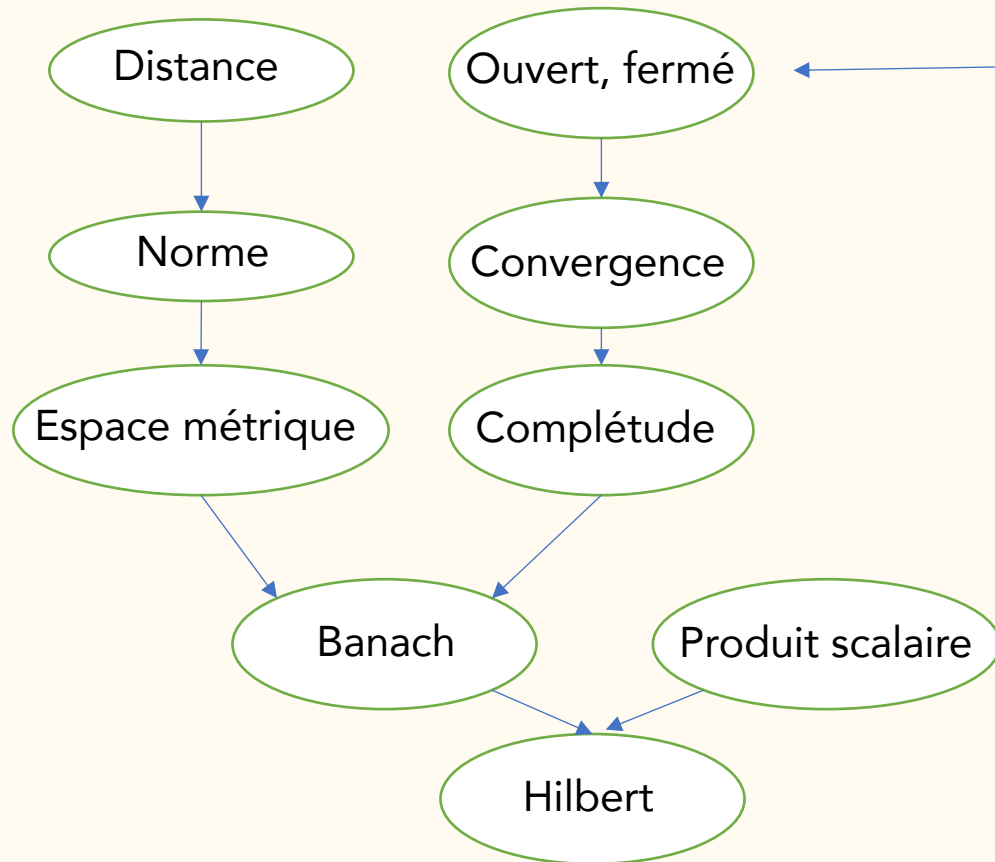 Distance
Ouvert, fermé
Norme
Convergence
Espace métrique
Complétude
Banach
Produit scalaire
Hilbert